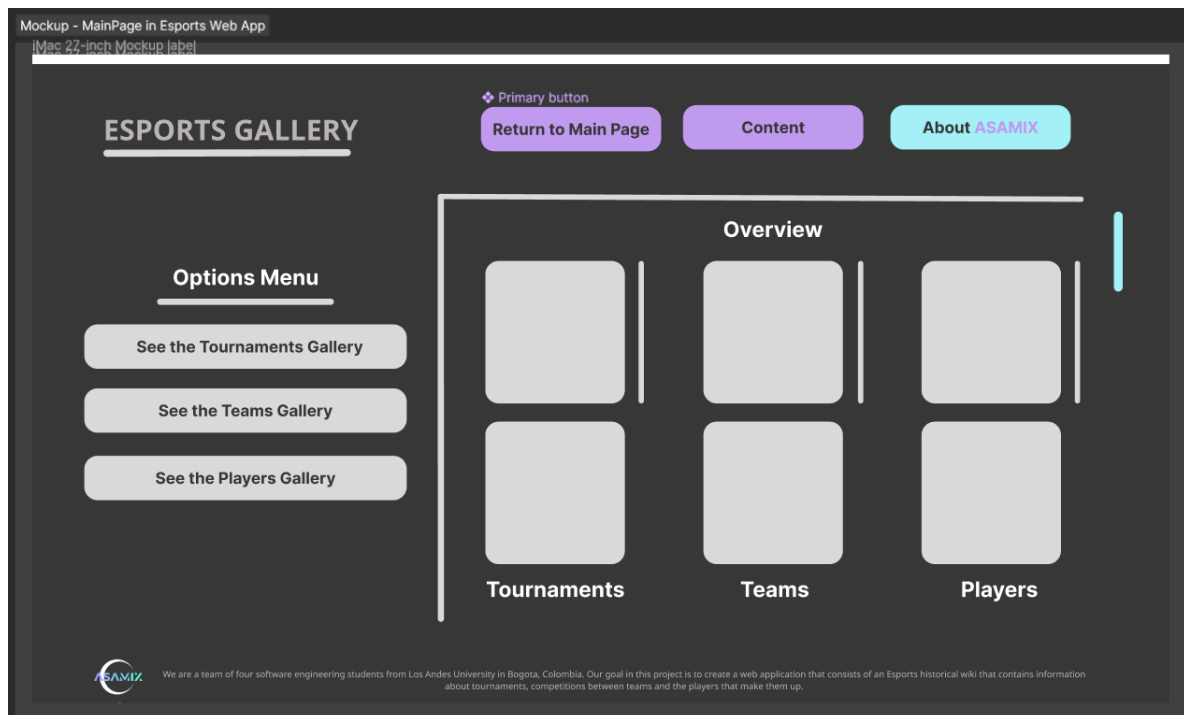 Mockup - MainPage in Esports Web App
iMac 27-inch Mockup label
Primary button
ESPORTS GALLERY
Return to Main Page
Content
About ASAMIX
Overview
Options Menu
See the Tournaments Gallery
See the Teams Gallery
See the Players Gallery
Tournaments
Teams
Players
ASAMIX
We are a team of four software engineering students from Los Andes University in Bogota, Colombia. Our goal in this project is to create a web application that consists of an Esports historical wiki that contains information
about tournaments, competitions between teams and the players that make them up.